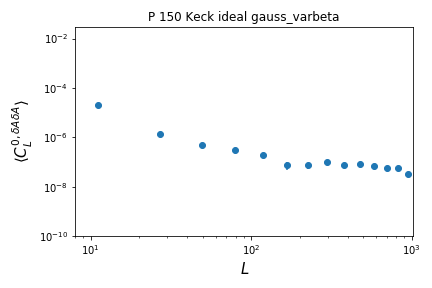 P 150 Keck ideal gauss_varbeta
⟨C_L^{0, δAδA}⟩
10^{-2}
10^{-4}
10^{-6}
10^{-8}
10^{-10}
10^1
10^2
10^3
L